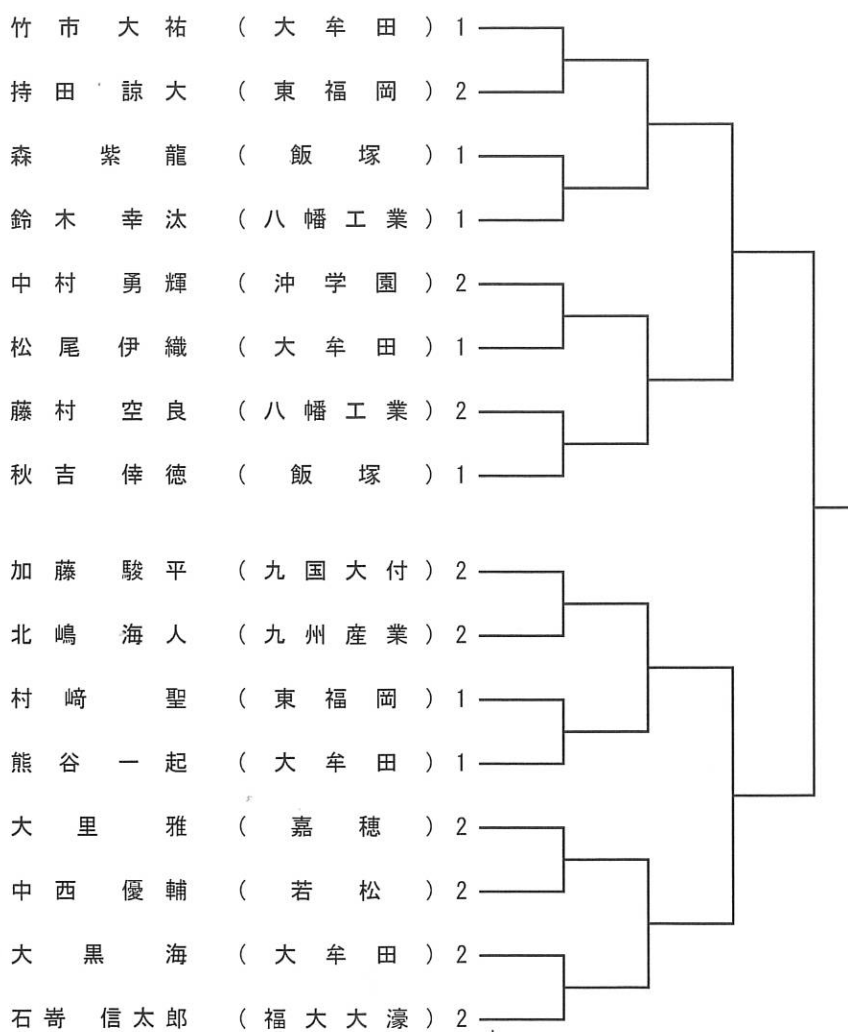 竹市 大祐 (大牟田) 1
持田 諒大 (東福岡) 2
森 紫龍 (飯塚) 1
鈴木 幸汰 (八幡工業) 1
中村 勇輝 (沖学園) 2
松尾 伊織 (大牟田) 1
藤村 空良 (八幡工業) 2
秋吉 倖徳 (飯塚) 1
加藤 駿平 (九国大付) 2
北嶋 海人 (九州産業) 2
村﨑 聖 (東福岡) 1
熊谷 一起 (大牟田) 1
大里 雅 (嘉穂) 2
中西 優輔 (若松) 2
大黒 海 (大牟田) 2
石嵜 信太郎 (福大大濠) 2